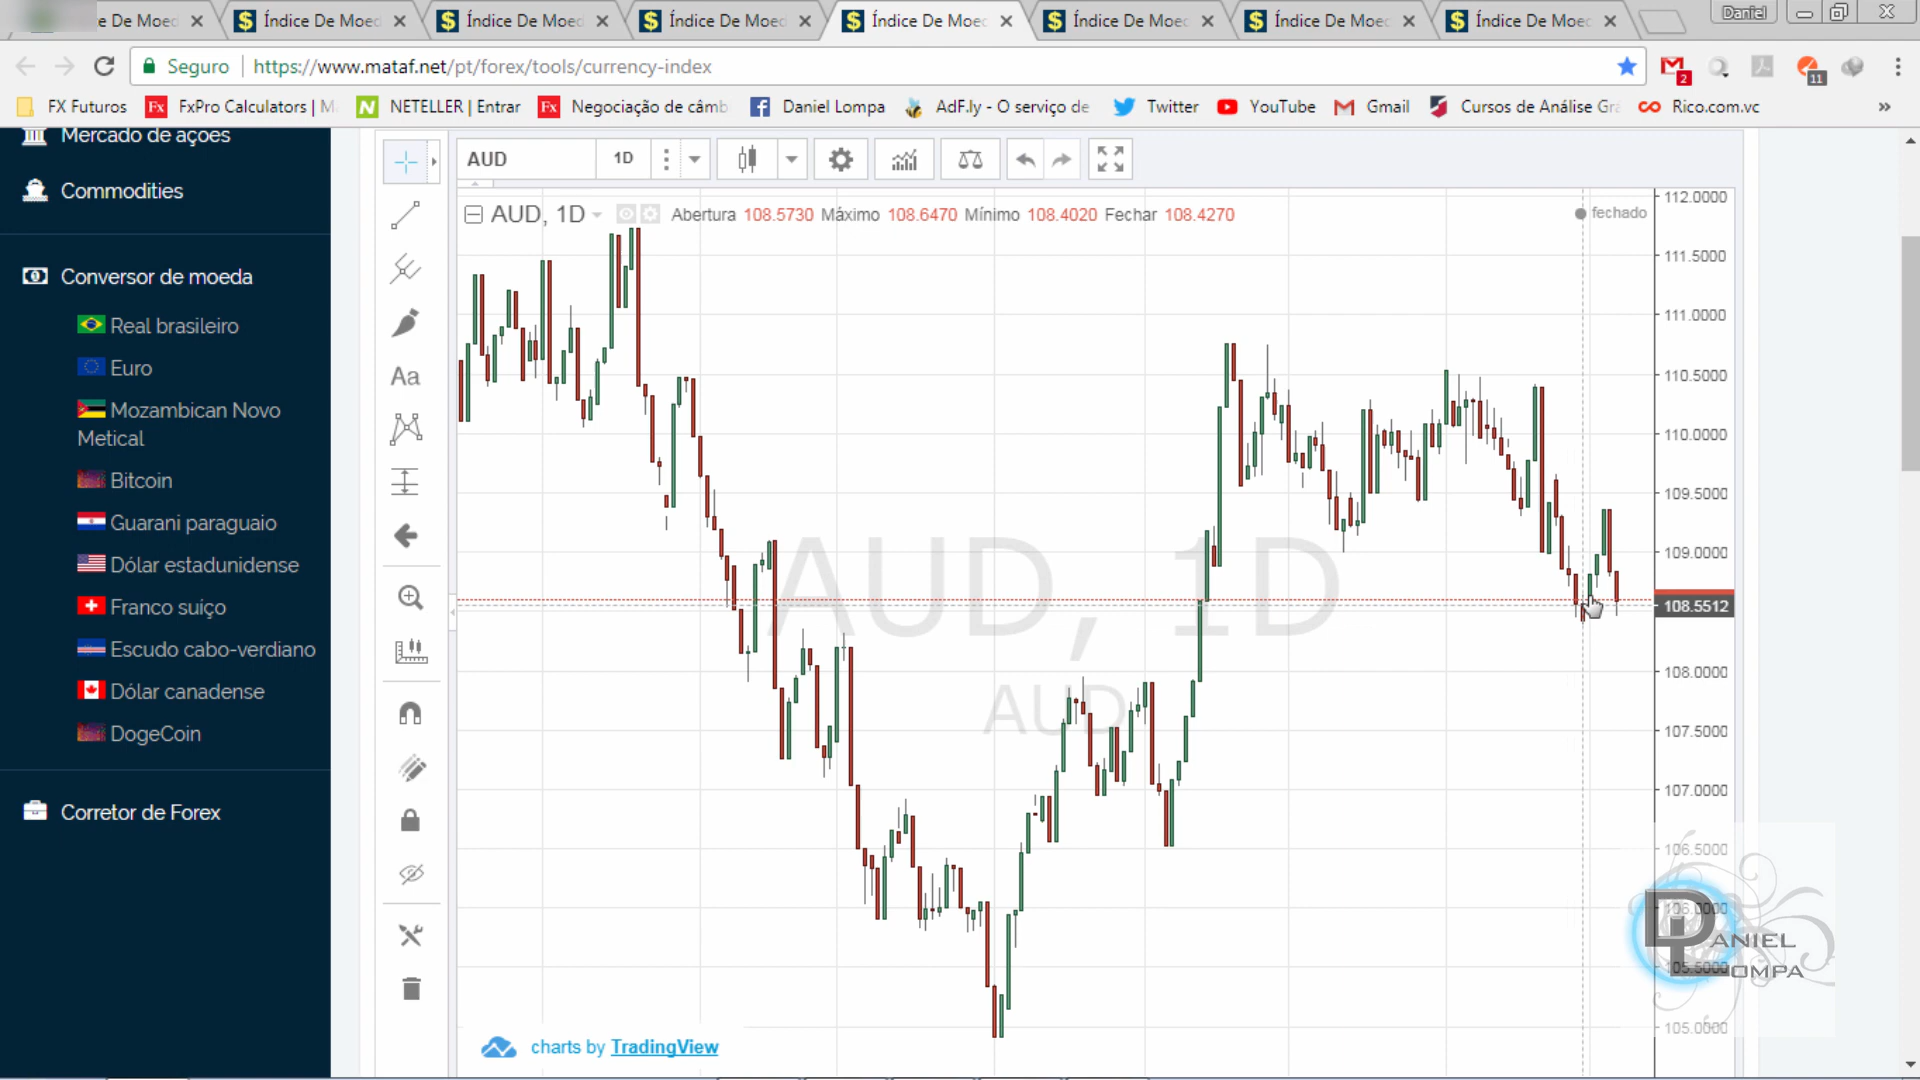 e De Moed
Índice De Moed
Índice De Moed
Índice De Moed
Índice De Moed
Índice De Moed
Índice De Moed
Índice De Moed
Daniel
Seguro
https://www.mataf.net/pt/forex/tools/currency-index
2
11
FX Futuros
FxPro Calculators | M
NETELLER | Entrar
Negociação de câmb
Daniel Lompa
AdF.ly - O serviço de
Twitter
YouTube
Gmail
Cursos de Análise Grá
Rico.com.vc
»
Mercado de ações
Commodities
Conversor de moeda
Real brasileiro
Euro
Mozambican Novo
Metical
Bitcoin
Guarani paraguaio
Dólar estadunidense
Franco suiço
Escudo cabo-verdiano
Dólar canadense
DogeCoin
Corretor de Forex
Aa
AUD
1D
AUD, 1D
Abertura 108.5730 Máximo 108.6470 Mínimo 108.4020 Fechar 108.4270
fechado
AUD, 1D
AUD
112.0000
111.5000
111.0000
110.5000
110.0000
109.5000
109.0000
108.5512
108.0000
107.5000
107.0000
106.5000
106.0000
105.5000
105.0000
DANIEL
LOMPA
charts by TradingView